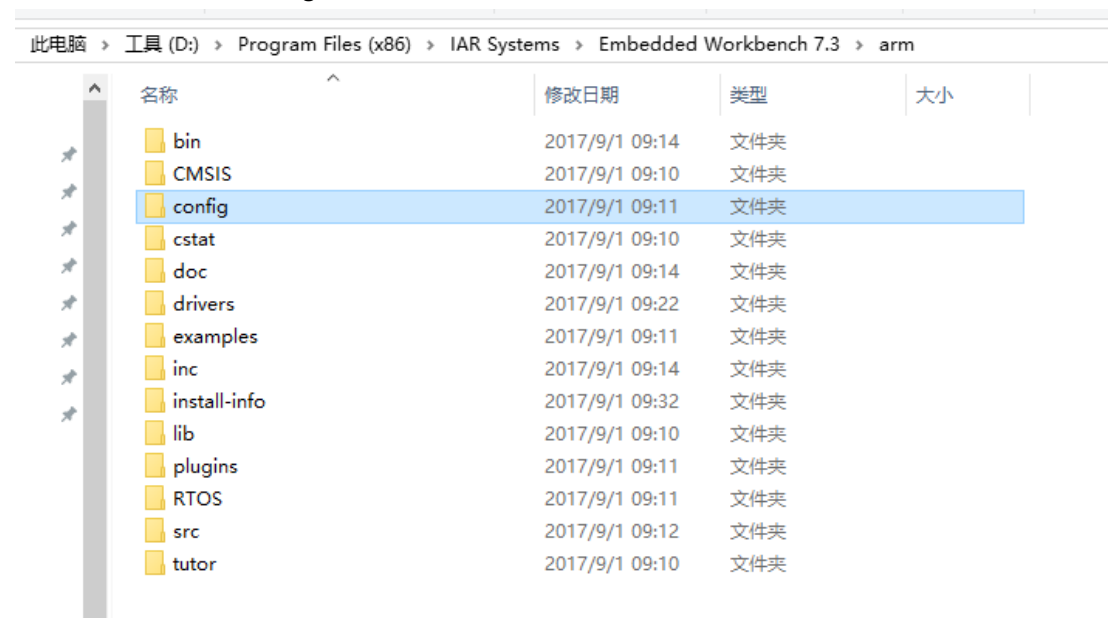 此电脑 › 工具 (D:) › Program Files (x86) › IAR Systems › Embedded Workbench 7.3 › arm
名称 修改日期 类型 大小
bin 2017/9/1 09:14 文件夹
CMSIS 2017/9/1 09:10 文件夹
config 2017/9/1 09:11 文件夹
cstat 2017/9/1 09:10 文件夹
doc 2017/9/1 09:14 文件夹
drivers 2017/9/1 09:22 文件夹
examples 2017/9/1 09:11 文件夹
inc 2017/9/1 09:14 文件夹
install-info 2017/9/1 09:32 文件夹
lib 2017/9/1 09:10 文件夹
plugins 2017/9/1 09:11 文件夹
RTOS 2017/9/1 09:11 文件夹
src 2017/9/1 09:12 文件夹
tutor 2017/9/1 09:10 文件夹